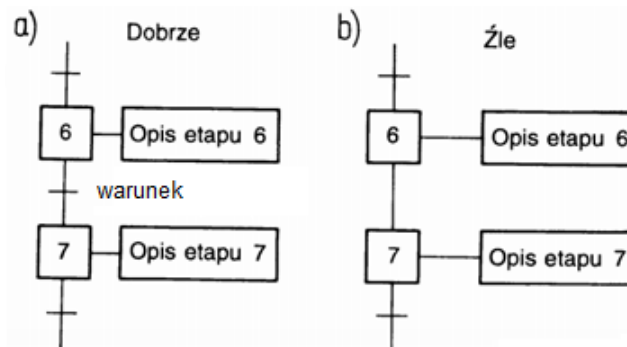 a) Dobrze
6 Opis etapu 6
warunek
7 Opis etapu 7
b) Źle
6 Opis etapu 6
7 Opis etapu 7